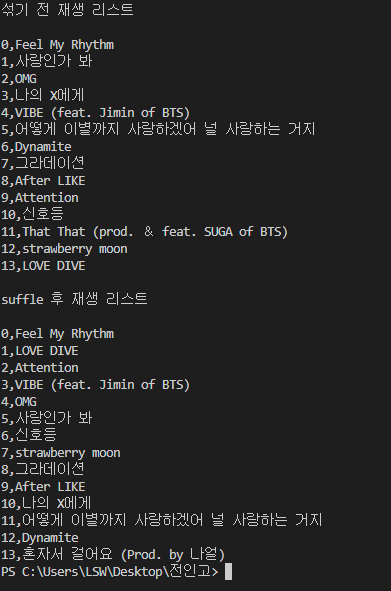 섞기 전 재생 리스트
0,Feel My Rhythm
1,사랑인가 봐
2,OMG
3,나의 X에게
4,VIBE (feat. Jimin of BTS)
5,어떻게 이별까지 사랑하겠어 널 사랑하는 거지
6,Dynamite
7,그라데이션
8,After LIKE
9,Attention
10,신호등
11,That That (prod. ＆ feat. SUGA of BTS)
12,strawberry moon
13,LOVE DIVE
suffle 후 재생 리스트
0,Feel My Rhythm
1,LOVE DIVE
2,Attention
3,VIBE (feat. Jimin of BTS)
4,OMG
5,사랑인가 봐
6,신호등
7,strawberry moon
8,그라데이션
9,After LIKE
10,나의 X에게
11,어떻게 이별까지 사랑하겠어 널 사랑하는 거지
12,Dynamite
13,혼자서 걸어요 (Prod. by 나얼)
PS C:\Users\LSW\Desktop\전인고>